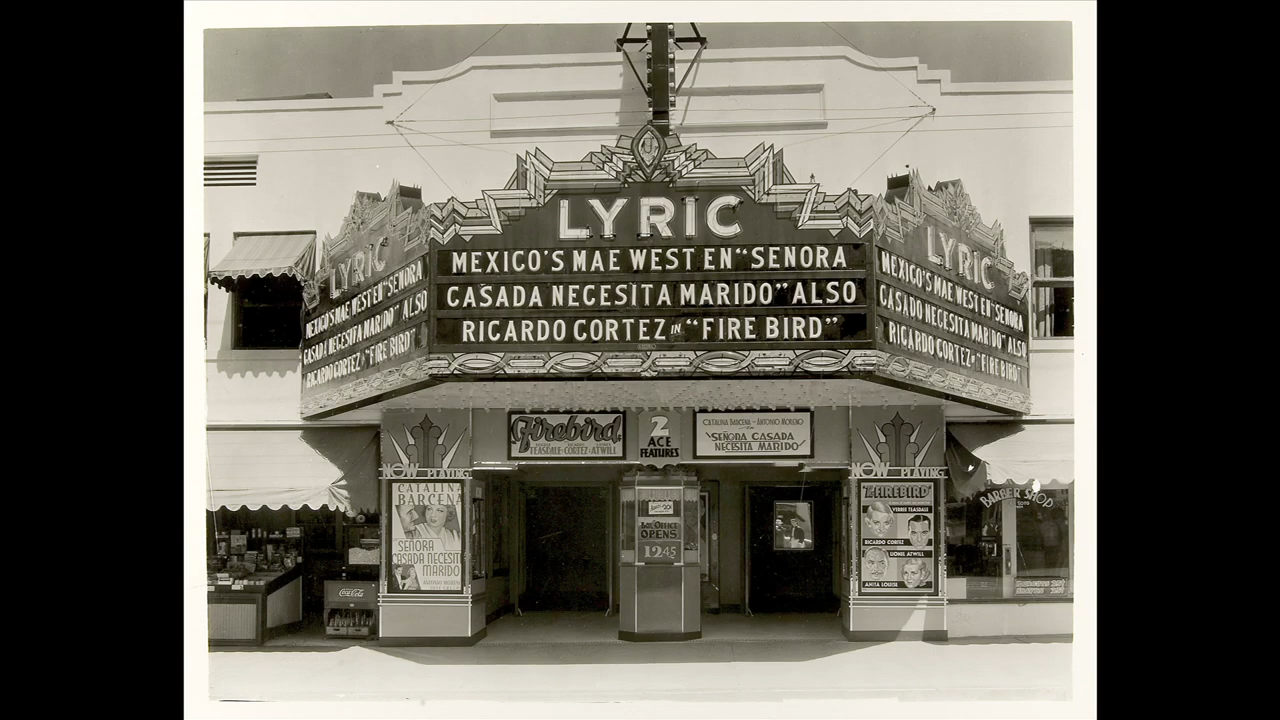 LYRIC
MEXICO'S MAE WEST EN "SENORA
CASADA NECESITA MARIDO" ALSO
RICARDO CORTEZ IN "FIRE BIRD"
LYRIC
MEXICO'S MAE WEST EN "SENORA
CASADA NECESITA MARIDO" ALSO
RICARDO CORTEZ IN "FIRE BIRD"
LYRIC
MEXICO'S MAE WEST EN "SENORA
CASADO NECESITA MARIDO" ALSO
RICARDO CORTEZ IN "FIRE BIRD"
Firebird
TEASDALE · CORTEZ · ATWILL
2
ACE
FEATURES
CATALINA BARCENA - ANTONIO MORENO
"SEÑORA CASADA
NECESITA MARIDO"
NOW PLAYING
CATALINA
BARCENA
SEÑORA
CASADA NECESITA
MARIDO
ANTONIO MORENO
Coca-Cola
BOX OFFICE
OPENS
12:45
NOW PLAYING
"The FIREBIRD"
VERREE TEASDALE
RICARDO CORTEZ
LIONEL ATWILL
ANITA LOUISE
BARBER SHOP